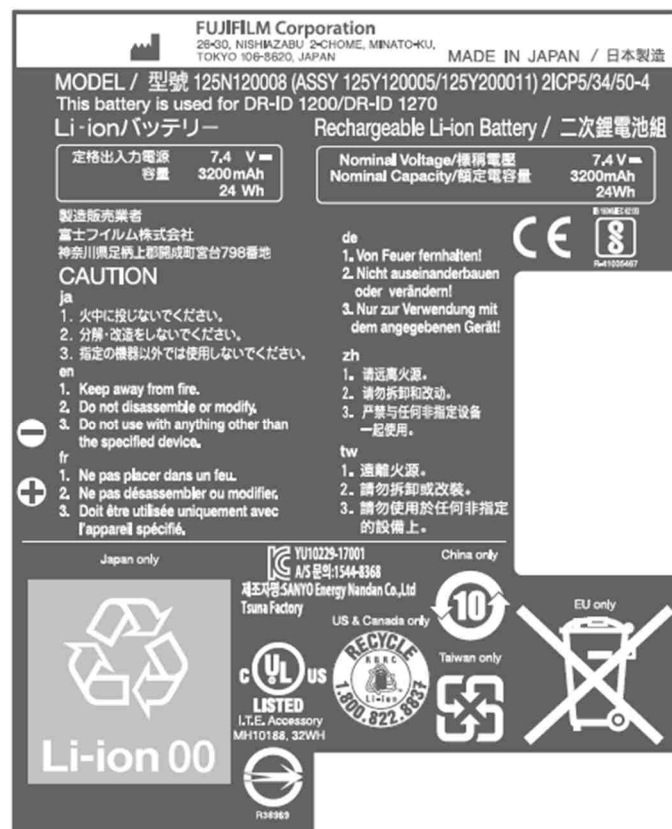 FUJIFILM Corporation
26-30, NISHIAZABU 2-CHOME, MINATO-KU,
TOKYO 106-8620, JAPAN
MADE IN JAPAN / 日本製造
MODEL / 型號 125N120008 (ASSY 125Y120005/125Y200011) 2ICP5/34/50-4
This battery is used for DR-ID 1200/DR-ID 1270
Li-ionバッテリー
定格出入力電源 7.4 V
容量 3200mAh
24 Wh
Rechargeable Li-ion Battery / 二次鋰電池組
Nominal Voltage/標稱電壓 7.4V
Nominal Capacity/額定電容量 3200mAh
24Wh
製造販売業者
富士フイルム株式会社
神奈川県足柄上郡開成町宮台798番地
CAUTION
ja
1. 火中に投じないでください。
2. 分解・改造をしないでください。
3. 指定の機器以外では使用しないでください。
en
1. Keep away from fire.
2. Do not disassemble or modify.
3. Do not use with anything other than
the specified device.
fr
1. Ne pas placer dans un feu.
2. Ne pas désassembler ou modifier.
3. Doit être utilisée uniquement avec
l'appareil spécifié.
de
1. Von Feuer fernhalten!
2. Nicht auseinanderbauen
oder verändern!
3. Nur zur Verwendung mit
dem angegebenen Gerät!
zh
1. 请远离火源。
2. 请勿拆卸和改动。
3. 严禁与任何非指定设备
一起使用。
tw
1. 遠離火源。
2. 請勿拆卸或改裝。
3. 請勿使用於任何非指定
的設備上。
CE
R-41035467
Japan only
Li-ion 00
YU10229-17001
A/S 문의:1544-8368
제조자명:SANYO Energy Nandan Co.,Ltd
Tsuna Factory
C UL US
LISTED
I.T.E. Accessory
MH10188, 32WH
R38969
US & Canada only
RECYCLE
RBRC
Li-Ion
1.800.822.8837
China only
10
Taiwan only
EU only